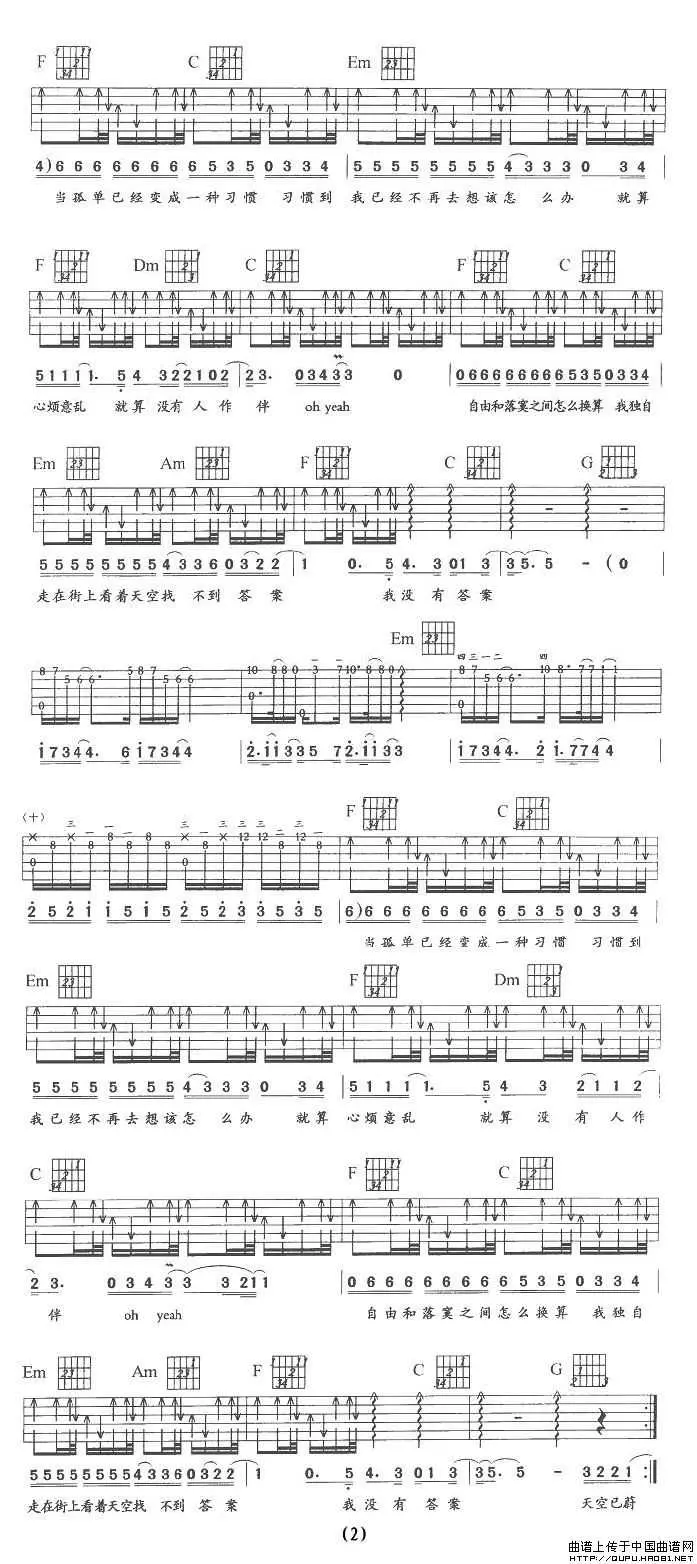 F C Em
4) 6 6 6 6 6 6 6 6 5 3 5 0 3 3 4 | 5 5 5 5 5 5 5 5 4 3 3 3 0 3 4
当孤单已经变成一种习惯 习惯到 我已经不再去想该怎 么办 就算
F Dm C F C
5 1 1 1 1. 5 4 3 2 2 1 0 2 2 3. 0 3 4 3 3 0 | 0 6 6 6 6 6 6 6 6 5 3 5 0 3 3 4
心烦意乱 就算没有人作 伴 oh yeah 自由和落寞之间怎么换算 我独自
Em Am F C G
5 5 5 5 5 5 5 5 4 3 3 6 0 3 2 2 | 1 0. 5 4. 3 0 1 3 | 3 5. 5 - (0
走在街上看着天空找 不到 答案 我没有答案
Em
四三一二 四
i 7 3 4 4. 6 i 7 3 4 4 | 2. i i 3 3 5 7 2. i i 3 3 | i 7 3 4 4. 2 i. 7 7 4 4
(十) F C
2 5 2 1 1 5 1 5 2 5 2 3 3 5 3 5 | 6) 6 6 6 6 6 6 6 6 5 3 5 0 3 3 4
当孤单已经变成一种习惯 习惯到
Em F Dm
5 5 5 5 5 5 5 5 4 3 3 3 0 3 4 | 5 1 1 1 1. 5 4 3 2 1 1 2
我已经不再去想该怎 么办 就算 心烦意乱 就算没有人作
C F C
2 3. 0 3 4 3 3 3 2 1 1 | 0 6 6 6 6 6 6 6 6 5 3 5 0 3 3 4
伴 oh yeah 自由和落寞之间怎么换算 我独自
Em Am F C G
5 5 5 5 5 5 5 5 4 3 3 6 0 3 2 2 | 1 0. 5 4. 3 0 1 3 | 3 5. 5 - 3 2 2 1 :||
走在街上看着天空找 不到 答案 我没有答案 天空已蔚
(2)
曲谱上传于中国曲谱网
HTTP://QUPU.HAO81.NET